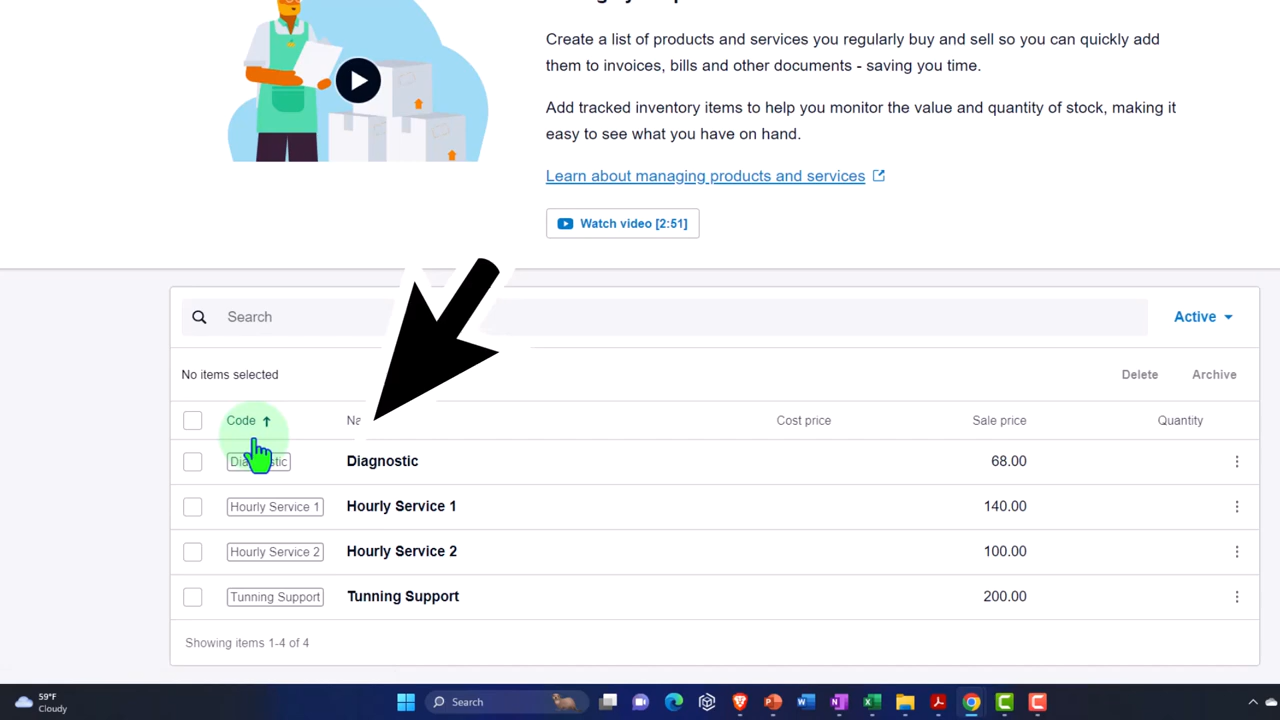 Create a list of products and services you regularly buy and sell so you can quickly add
them to invoices, bills and other documents - saving you time.
Add tracked inventory items to help you monitor the value and quantity of stock, making it
easy to see what you have on hand.
Learn about managing products and services
Watch video [2:51]
Search
Active
No items selected
Delete
Archive
Code
Cost price
Sale price
Quantity
Diagnostic
68.00
Hourly Service 1
Hourly Service 1
140.00
Hourly Service 2
Hourly Service 2
100.00
Tunning Support
Tunning Support
200.00
Showing items 1-4 of 4
59°F
Cloudy
Search